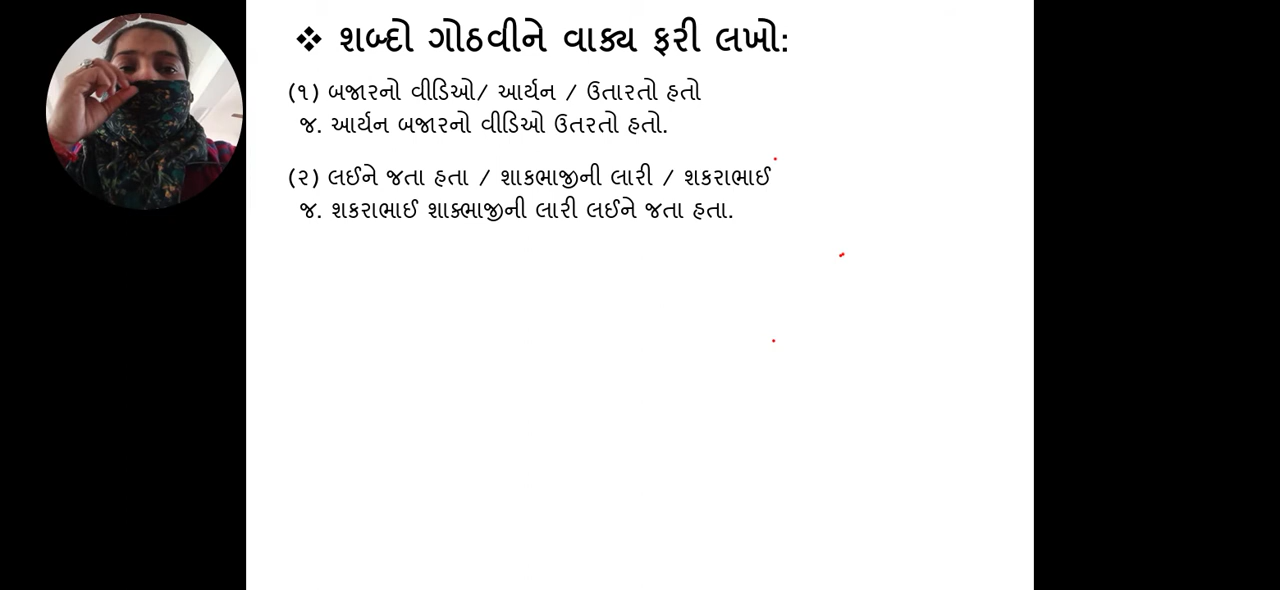 ❖ શબ્દો ગોઠવીને વાક્ય ફરી લખો:
(૧) બજારનો વીડિઓ/ આર્યન / ઉતારતો હતો
જ. આર્યન બજારનો વીડિઓ ઉતરતો હતો.
(૨) લઈને જતા હતા / શાકભાજીની લારી / શકરાભાઈ
જ. શકરાભાઈ શાક્ભાજીની લારી લઈને જતા હતા.